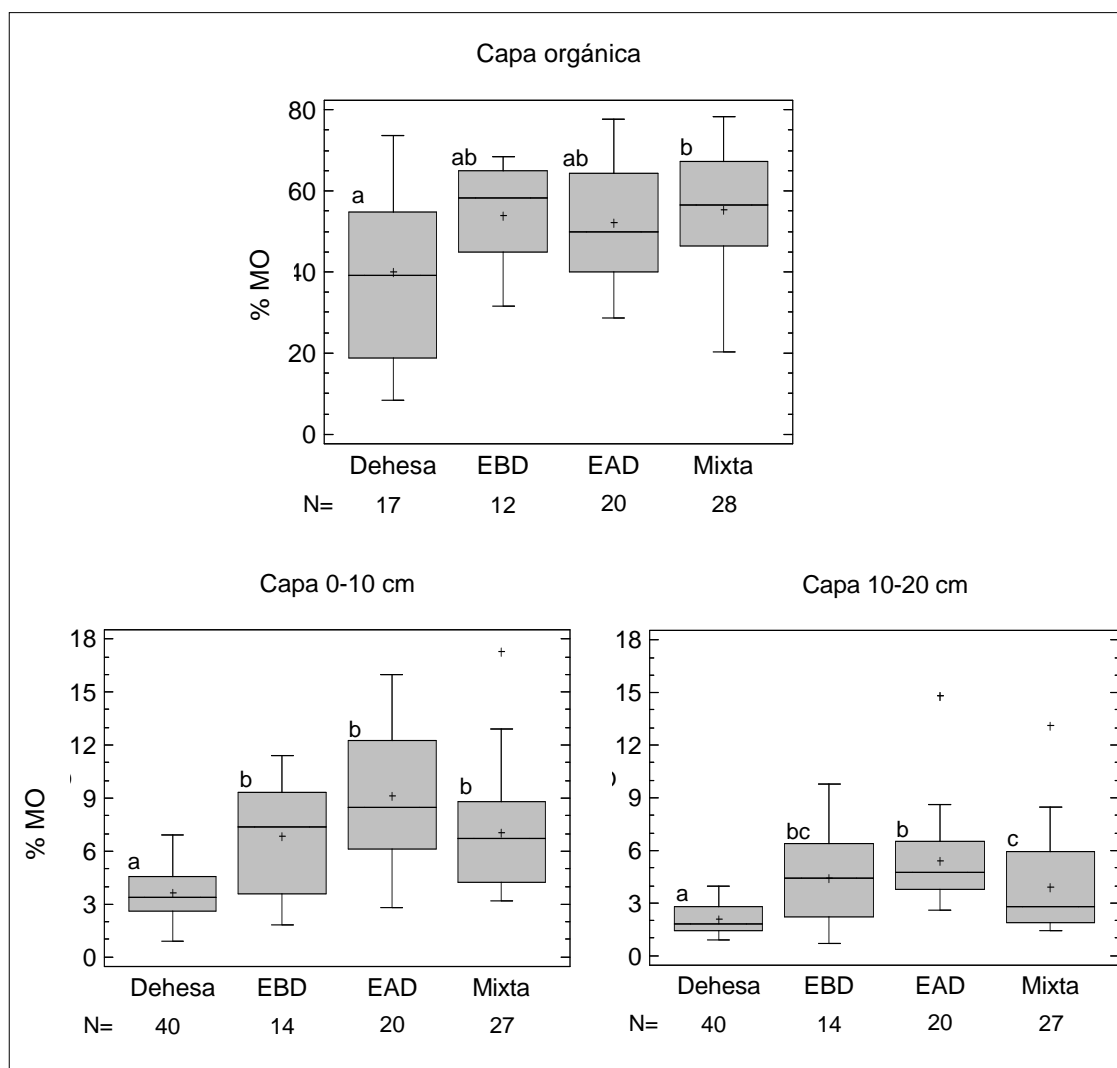 Capa orgánica
% MO
80
60
40
20
0
a
ab
ab
b
Dehesa EBD EAD Mixta
N= 17 12 20 28
Capa 0-10 cm
% MO
18
15
12
9
6
3
0
a
b
b
b
Dehesa EBD EAD Mixta
N= 40 14 20 27
Capa 10-20 cm
18
15
12
9
6
3
0
a
bc
b
c
Dehesa EBD EAD Mixta
N= 40 14 20 27